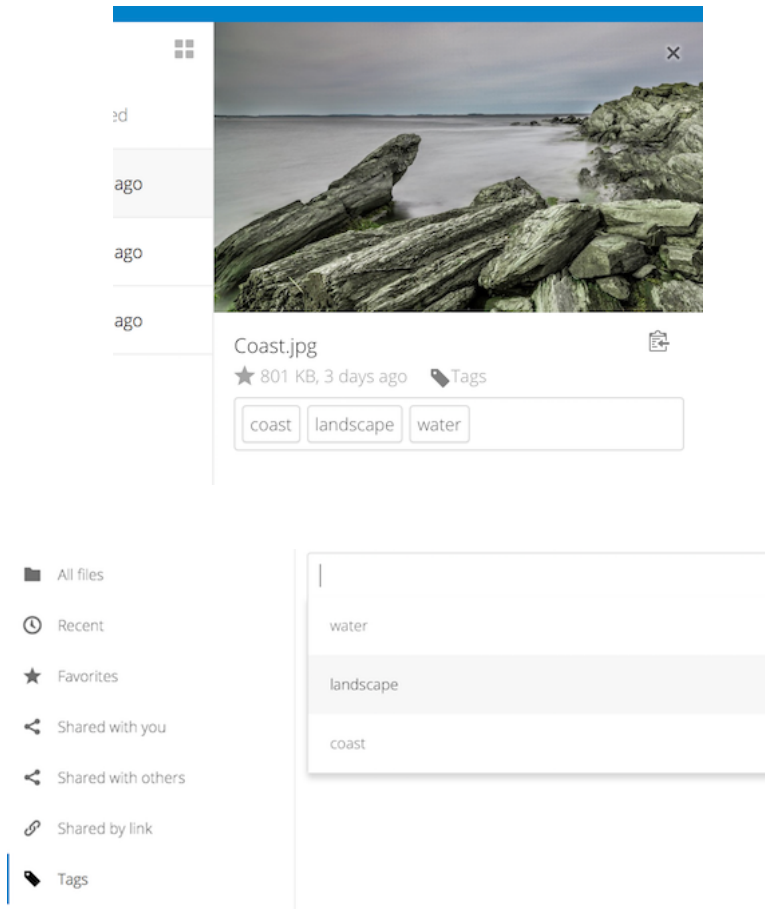 ed
ago
ago
ago
Coast.jpg
801 KB, 3 days ago Tags
coast landscape water
All files
Recent
Favorites
Shared with you
Shared with others
Shared by link
Tags
water
landscape
coast